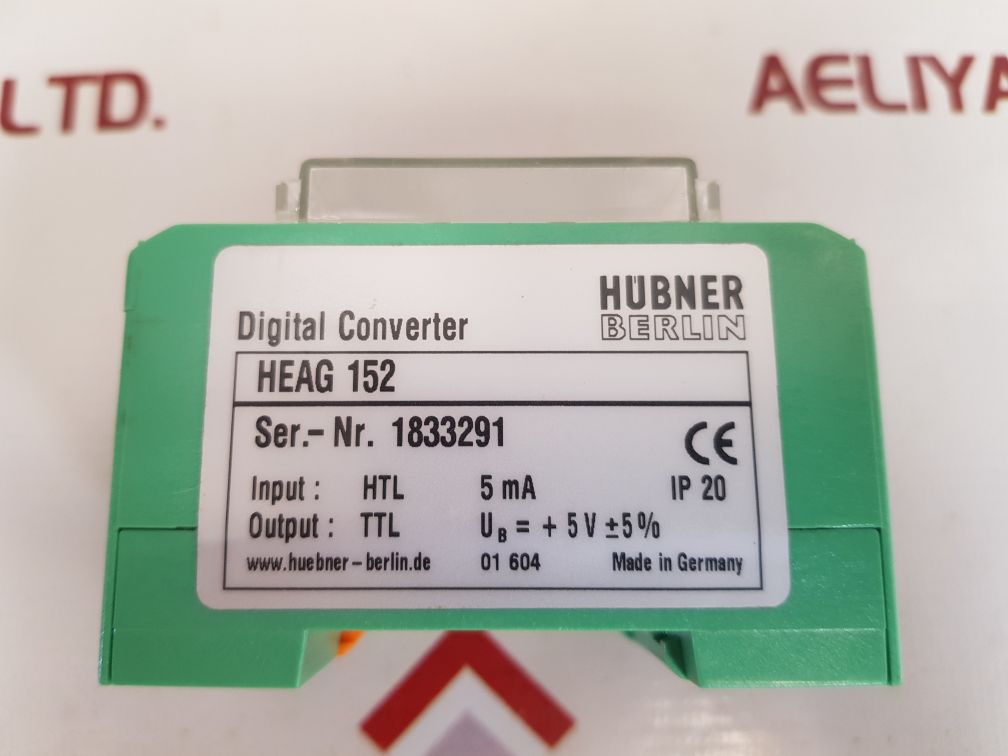 LTD.
AELIYA
HÜBNER
BERLIN
Digital Converter
HEAG 152
Ser.- Nr. 1833291
CE
Input : HTL 5 mA IP 20
Output : TTL UB = + 5 V ±5%
www.huebner-berlin.de 01 604 Made in Germany